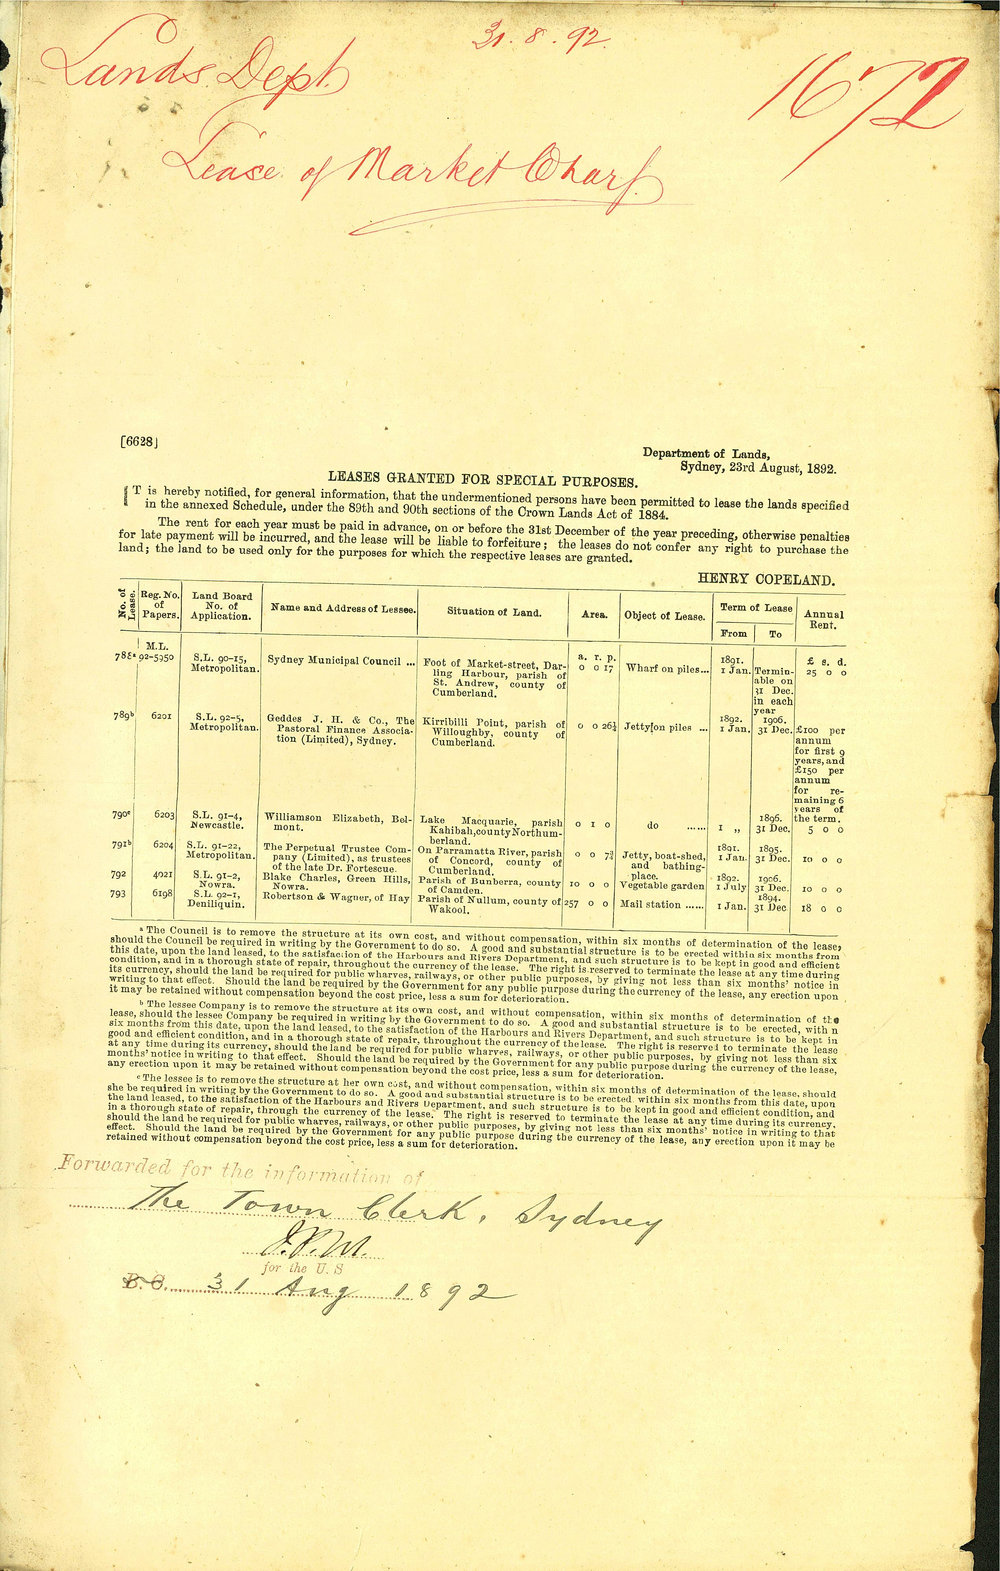 Lands Dept.
31.8.92.
1672
Lease of Market Wharf.
[6628]
Department of Lands,
Sydney, 23rd August, 1892.
LEASES GRANTED FOR SPECIAL PURPOSES.
IT is hereby notified, for general information, that the undermentioned persons have been permitted to lease the lands specified
in the annexed Schedule, under the 89th and 90th sections of the Crown Lands Act of 1884.
The rent for each year must be paid in advance, on or before the 31st December of the year preceding, otherwise penalties
for late payment will be incurred, and the lease will be liable to forfeiture; the leases do not confer any right to purchase the
land; the land to be used only for the purposes for which the respective leases are granted.
HENRY COPELAND.
No. of Lease. Reg. No. of Papers. Land Board No. of Application. Name and Address of Lessee. Situation of Land. Area. Object of Lease. Term of Lease From To Annual Rent.
M.L. a. r. p. 1891. £ s. d.
788a 92-5950 S.L. 90-15, Metropolitan. Sydney Municipal Council ... Foot of Market-street, Darling Harbour, parish of St. Andrew, county of Cumberland. 0 0 17 Wharf on piles... 1 Jan. Terminable on 31 Dec. in each year 25 0 0
789b 6201 S.L. 92-5, Metropolitan. Geddes J. H. & Co., The Pastoral Finance Association (Limited), Sydney. Kirribilli Point, parish of Willoughby, county of Cumberland. 0 0 26½ Jetty on piles ... 1892. 1 Jan. 1906. 31 Dec. £100 per annum for first 9 years, and £150 per annum for remaining 6 years of the term.
790c 6203 S.L. 91-4, Newcastle. Williamson Elizabeth, Belmont. Lake Macquarie, parish Kahibah, county Northumberland. 0 1 0 do ...... 1 „ 1896. 31 Dec. 5 0 0
791b 6204 S.L. 91-22, Metropolitan. The Perpetual Trustee Company (Limited), as trustees of the late Dr. Fortescue. On Parramatta River, parish of Concord, county of Cumberland. 0 0 7¾ Jetty, boat-shed, and bathing-place. 1891. 1 Jan. 1895. 31 Dec. 10 0 0
792 4021 S.L. 91-2, Nowra. Blake Charles, Green Hills, Nowra. Parish of Bunberra, county of Camden. 10 0 0 Vegetable garden 1892. 1 July 1906. 31 Dec. 10 0 0
793 6198 S.L. 92-1, Deniliquin. Robertson & Wagner, of Hay Parish of Nullum, county of Wakool. 257 0 0 Mail station ...... 1 Jan. 1894. 31 Dec 18 0 0
a The Council is to remove the structure at its own cost, and without compensation, within six months of determination of the lease,
should the Council be required in writing by the Government to do so. A good and substantial structure is to be erected within six months from
this date, upon the land leased, to the satisfaction of the Harbours and Rivers Department, and such structure is to be kept in good and efficient
condition, and in a thorough state of repair, throughout the currency of the lease. The right is reserved to terminate the lease at any time during
its currency, should the land be required for public wharves, railways, or other public purposes, by giving not less than six months' notice in
writing to that effect. Should the land be required by the Government for any public purpose during the currency of the lease, any erection upon
it may be retained without compensation beyond the cost price, less a sum for deterioration.
b The lessee Company is to remove the structure at its own cost, and without compensation, within six months of determination of the
lease, should the lessee Company be required in writing by the Government to do so. A good and substantial structure is to be erected, with n
six months from this date, upon the land leased, to the satisfaction of the Harbours and Rivers Department, and such structure is to be kept in
good and efficient condition, and in a thorough state of repair, throughout the currency of the lease. The right is reserved to terminate the lease
at any time during its currency, should the land be required for public wharves, railways, or other public purposes, by giving not less than six
months' notice in writing to that effect. Should the land be required by the Government for any public purpose during the currency of the lease,
any erection upon it may be retained without compensation beyond the cost price, less a sum for deterioration.
c The lessee is to remove the structure at her own cost, and without compensation, within six months of determination of the lease, should
she be required in writing by the Government to do so. A good and substantial structure is to be erected within six months from this date, upon
the land leased, to the satisfaction of the Harbours and Rivers Department, and such structure is to be kept in good and efficient condition, and
in a thorough state of repair, through the currency of the lease. The right is reserved to terminate the lease at any time during its currency,
should the land be required for public wharves, railways, or other public purposes, by giving not less than six months' notice in writing to that
effect. Should the land be required by the Government for any public purpose during the currency of the lease, any erection upon it may be
retained without compensation beyond the cost price, less a sum for deterioration.
Forwarded for the information of
The Town Clerk, Sydney
for the U. S
B. C. 31 Aug 1892